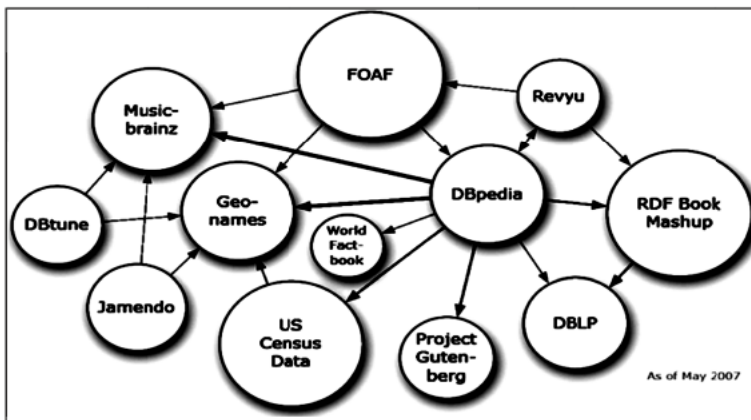 FOAF
Music-
brainz
Revyu
DBpedia
Geo-
names
RDF Book
Mashup
DBtune
World
Fact-
book
Jamendo
US
Census
Data
Project
Guten-
berg
DBLP
As of May 2007